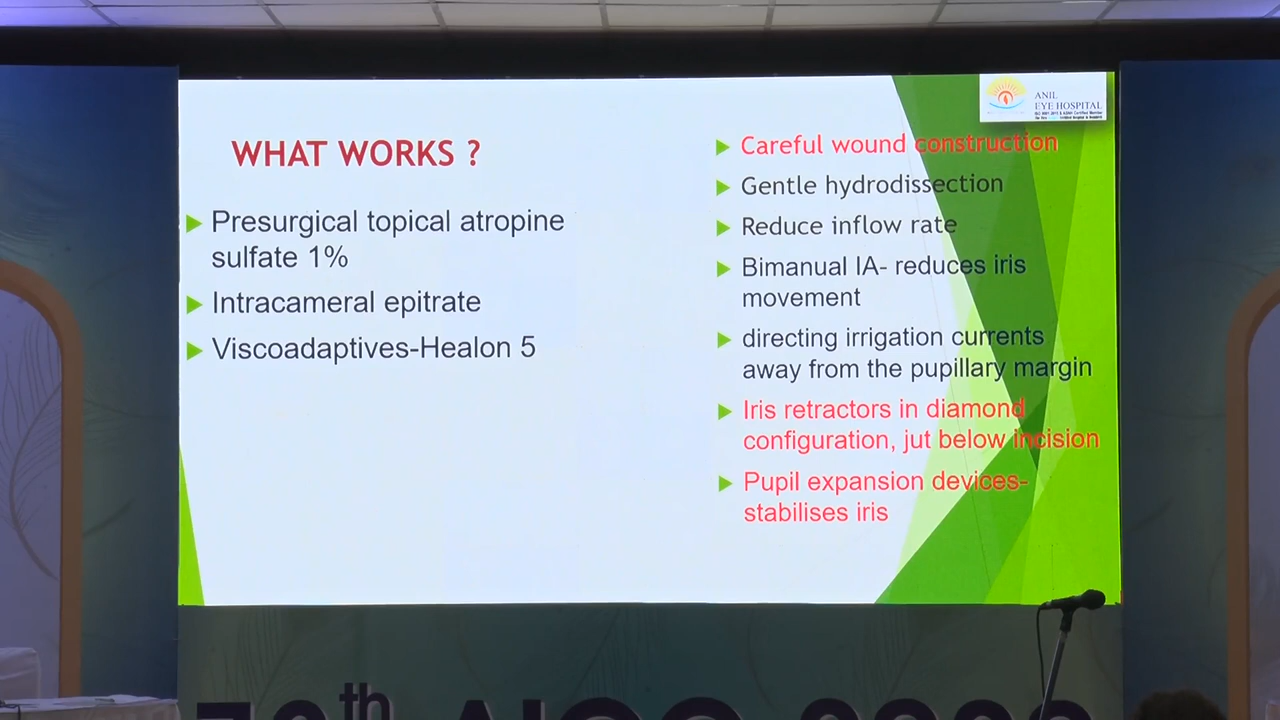 ANIL
EYE HOSPITAL
WHAT WORKS ?
Presurgical topical atropine
sulfate 1%
Intracameral epitrate
Viscoadaptives-Healon 5
Careful wound construction
Gentle hydrodissection
Reduce inflow rate
Bimanual IA- reduces iris
movement
directing irrigation currents
away from the pupillary margin
Iris retractors in diamond
configuration, jut below incision
Pupil expansion devices-
stabilises iris
th